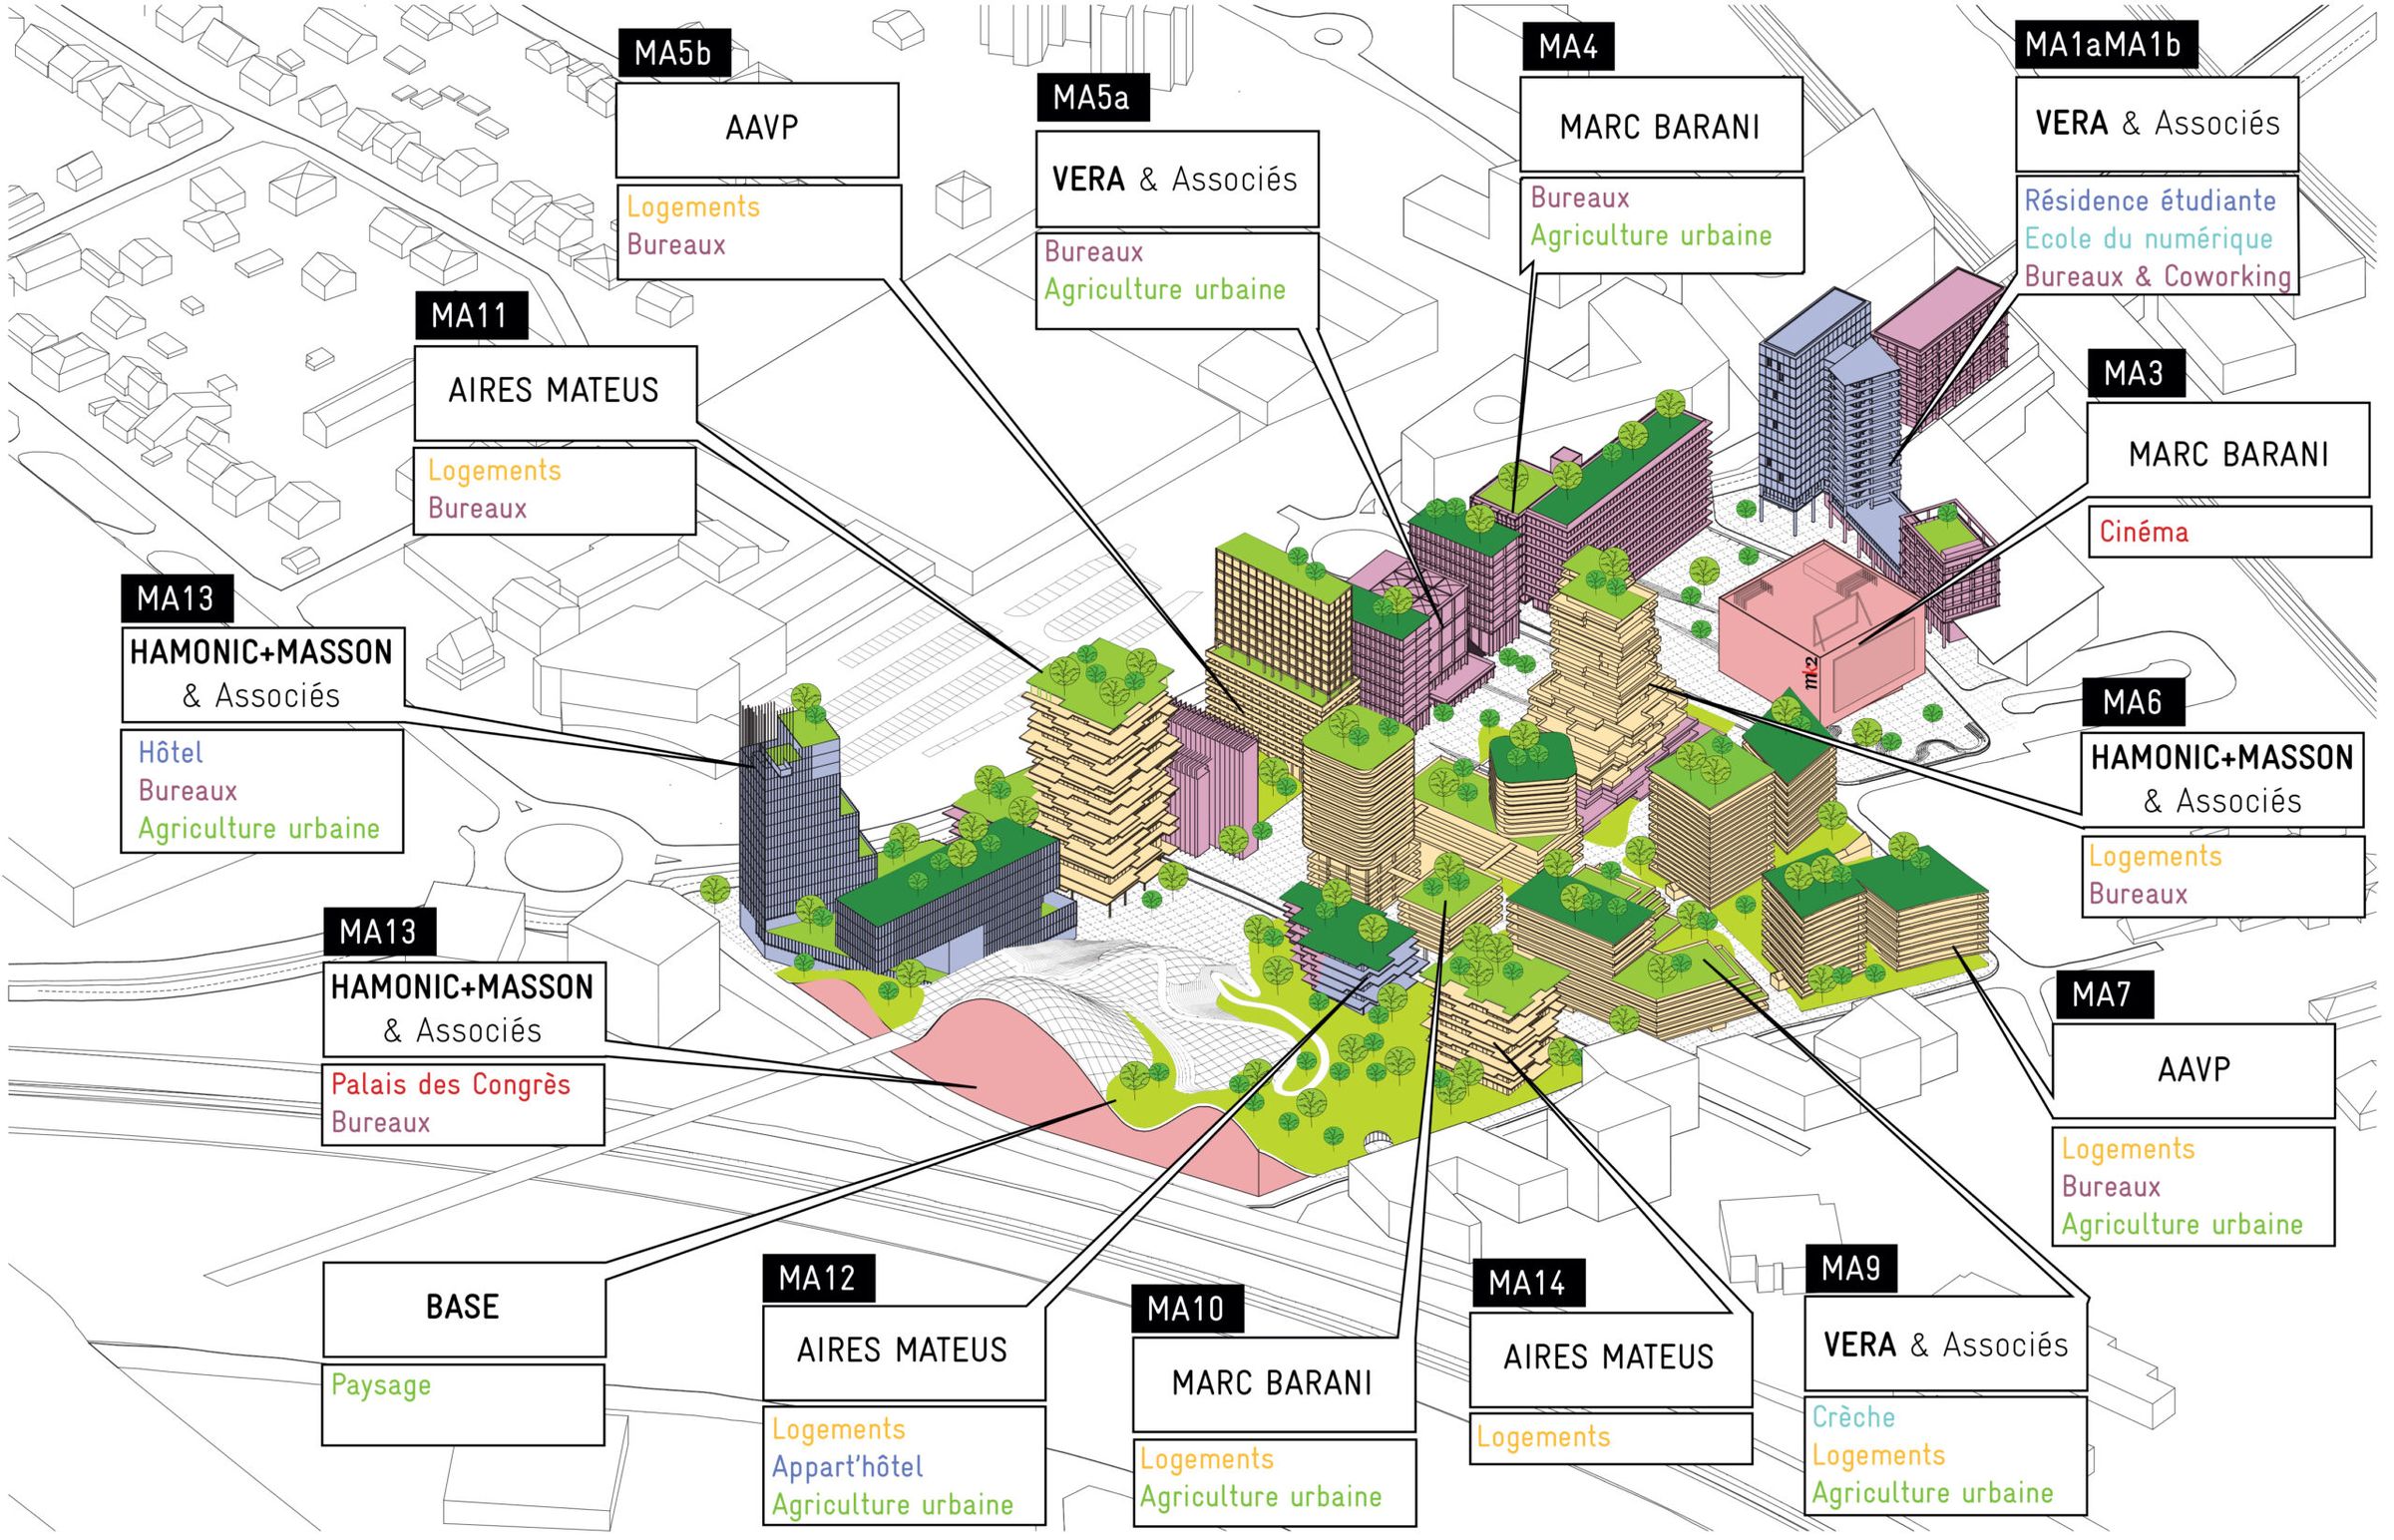 MA5b
AAVP
Logements
Bureaux
MA5a
VERA & Associés
Bureaux
Agriculture urbaine
MA4
MARC BARANI
Bureaux
Agriculture urbaine
MA1aMA1b
VERA & Associés
Résidence étudiante
Ecole du numérique
Bureaux & Coworking
MA11
AIRES MATEUS
Logements
Bureaux
MA3
MARC BARANI
Cinéma
MA13
HAMONIC+MASSON
& Associés
Hôtel
Bureaux
Agriculture urbaine
mk2
MA6
HAMONIC+MASSON
& Associés
Logements
Bureaux
MA13
HAMONIC+MASSON
& Associés
Palais des Congrès
Bureaux
MA7
AAVP
Logements
Bureaux
Agriculture urbaine
BASE
Paysage
MA12
AIRES MATEUS
Logements
Appart'hôtel
Agriculture urbaine
MA10
MARC BARANI
Logements
Agriculture urbaine
MA14
AIRES MATEUS
Logements
MA9
VERA & Associés
Crèche
Logements
Agriculture urbaine